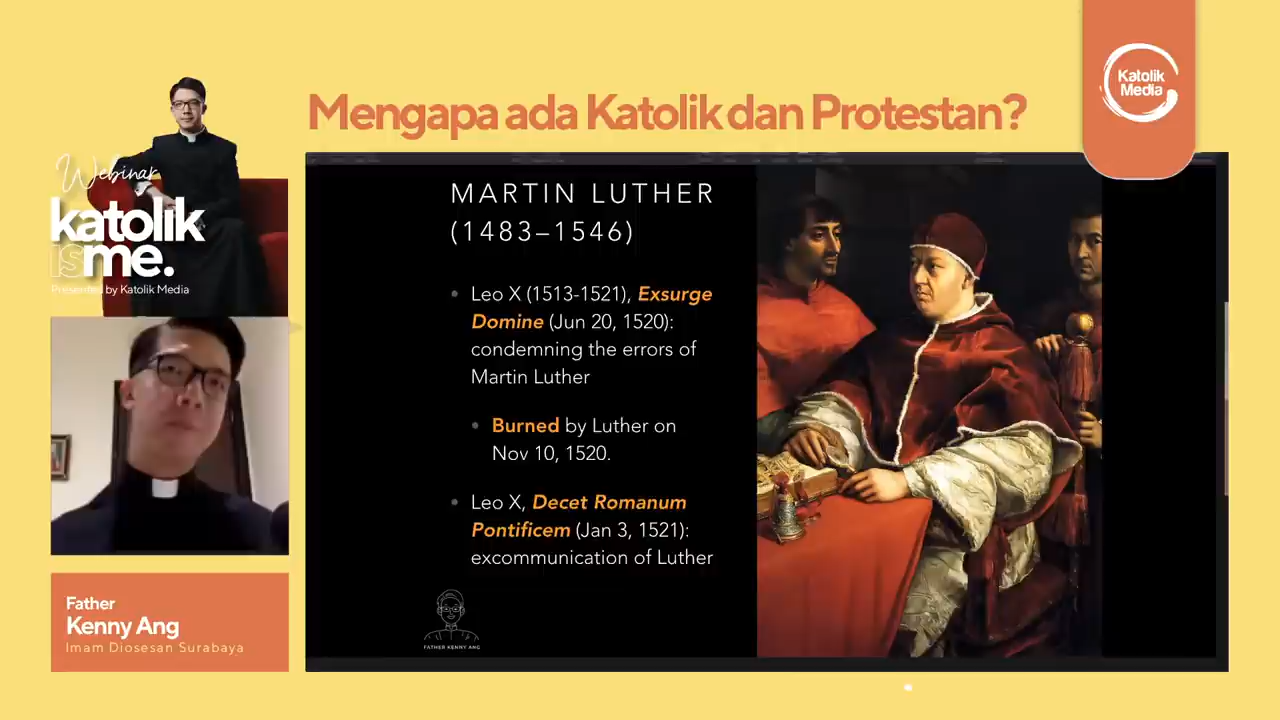 Mengapa ada Katolik dan Protestan?
Katolik
Media
Webinar
katolik
isme.
Presented by Katolik Media
MARTIN LUTHER
(1483–1546)
• Leo X (1513-1521), Exsurge
Domine (Jun 20, 1520):
condemning the errors of
Martin Luther
• Burned by Luther on
Nov 10, 1520.
• Leo X, Decet Romanum
Pontificem (Jan 3, 1521):
excommunication of Luther
FATHER KENNY ANG
Father
Kenny Ang
Imam Diosesan Surabaya